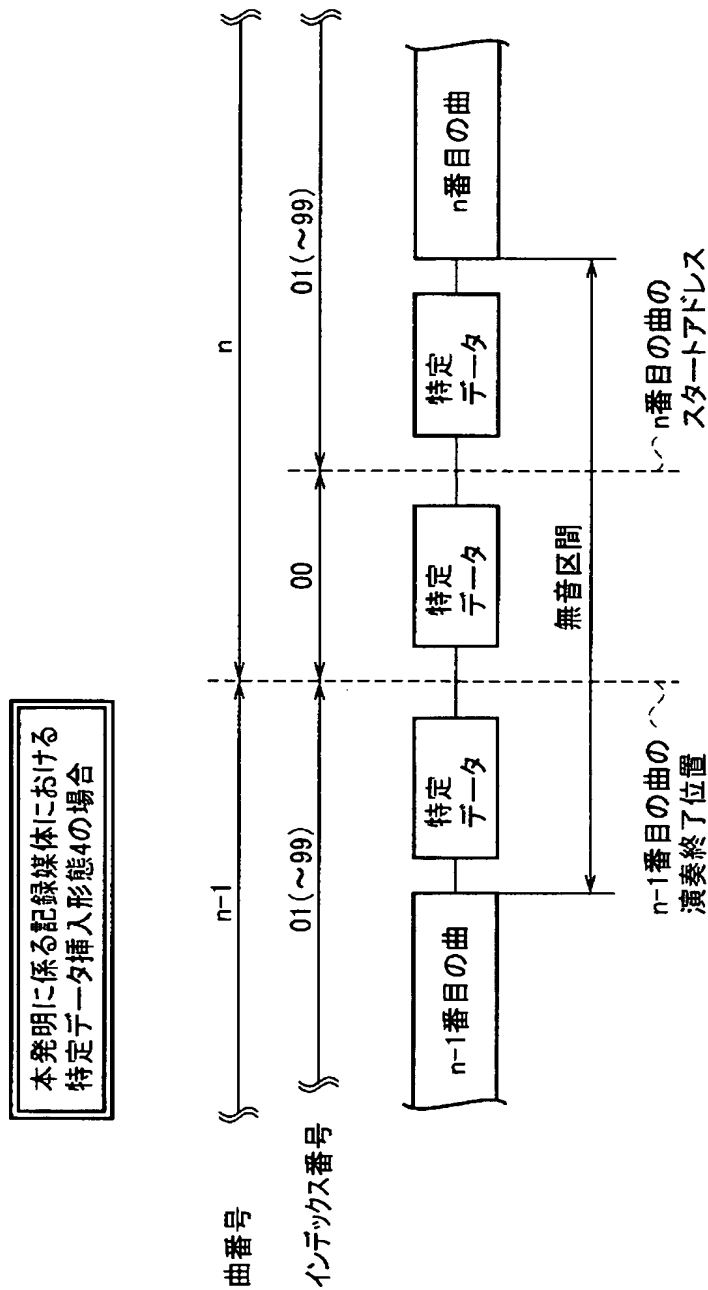 本発明に係る記録媒体における
特定データ挿入形態4の場合
曲番号
n-1
n
インデックス番号
01(～99)
00
01(～99)
n-1番目の曲
特定
データ
特定
データ
特定
データ
n番目の曲
無音区間
n-1番目の曲の
演奏終了位置
n番目の曲の
スタートアドレス